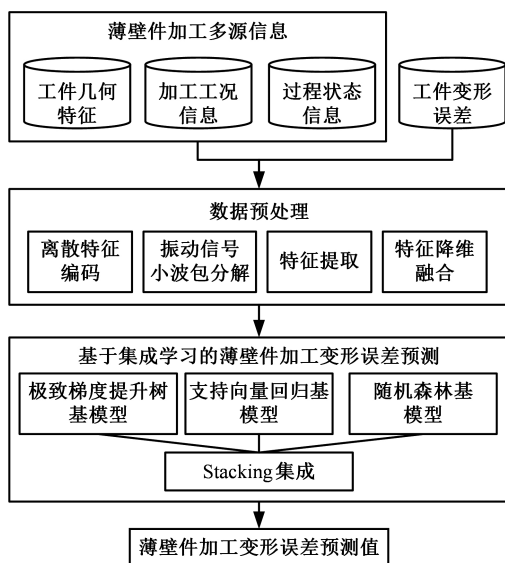 薄壁件加工多源信息
工件几何
特征
加工工况
信息
过程状态
信息
工件变形
误差
数据预处理
离散特征
编码
振动信号
小波包分解
特征提取
特征降维
融合
基于集成学习的薄壁件加工变形误差预测
极致梯度提升树
基模型
支持向量回归基
模型
随机森林基
模型
Stacking集成
薄壁件加工变形误差预测值